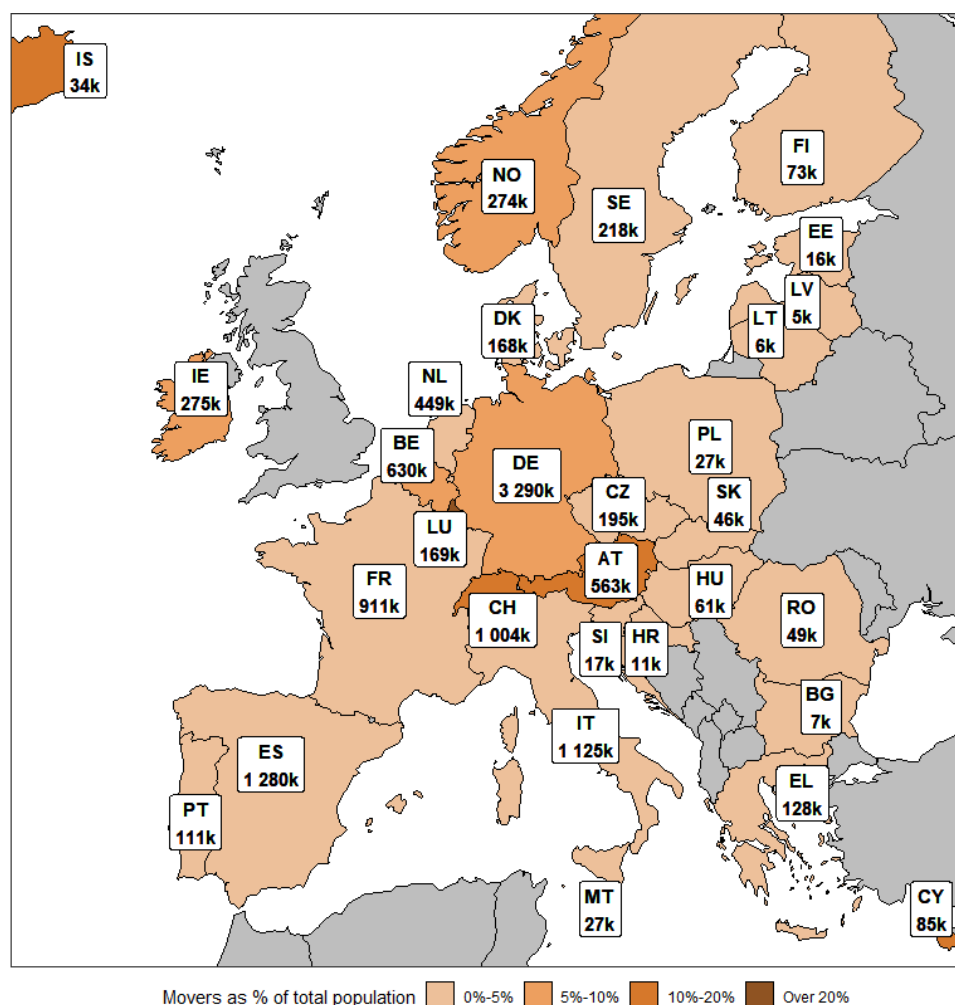 IS
34k
FI
73k
NO
274k
SE
218k
EE
16k
LV
5k
LT
6k
DK
168k
IE
275k
NL
449k
BE
630k
DE
3 290k
PL
27k
CZ
195k
SK
46k
LU
169k
AT
563k
FR
911k
CH
1 004k
HU
61k
RO
49k
SI
17k
HR
11k
BG
7k
IT
1 125k
ES
1 280k
EL
128k
PT
111k
MT
27k
CY
85k
Movers as % of total population 0%-5% 5%-10% 10%-20% Over 20%